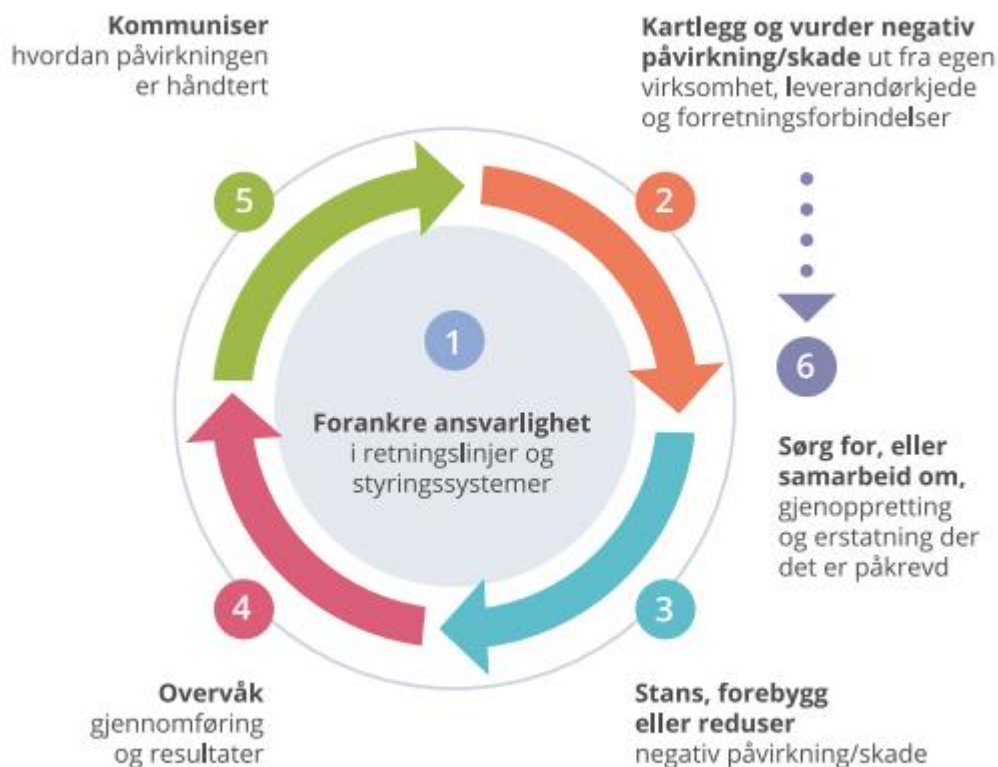 Kommuniser
hvordan påvirkningen
er håndtert
5
Kartlegg og vurder negativ
påvirkning/skade ut fra egen
virksomhet, leverandørkjede
og forretningsforbindelser
2
1
Forankre ansvarlighet
i retningslinjer og
styringssystemer
6
Sørg for, eller
samarbeid om,
gjenoppretting
og erstatning der
det er påkrevd
4
Overvåk
gjennomføring
og resultater
3
Stans, forebygg
eller reduser
negativ påvirkning/skade